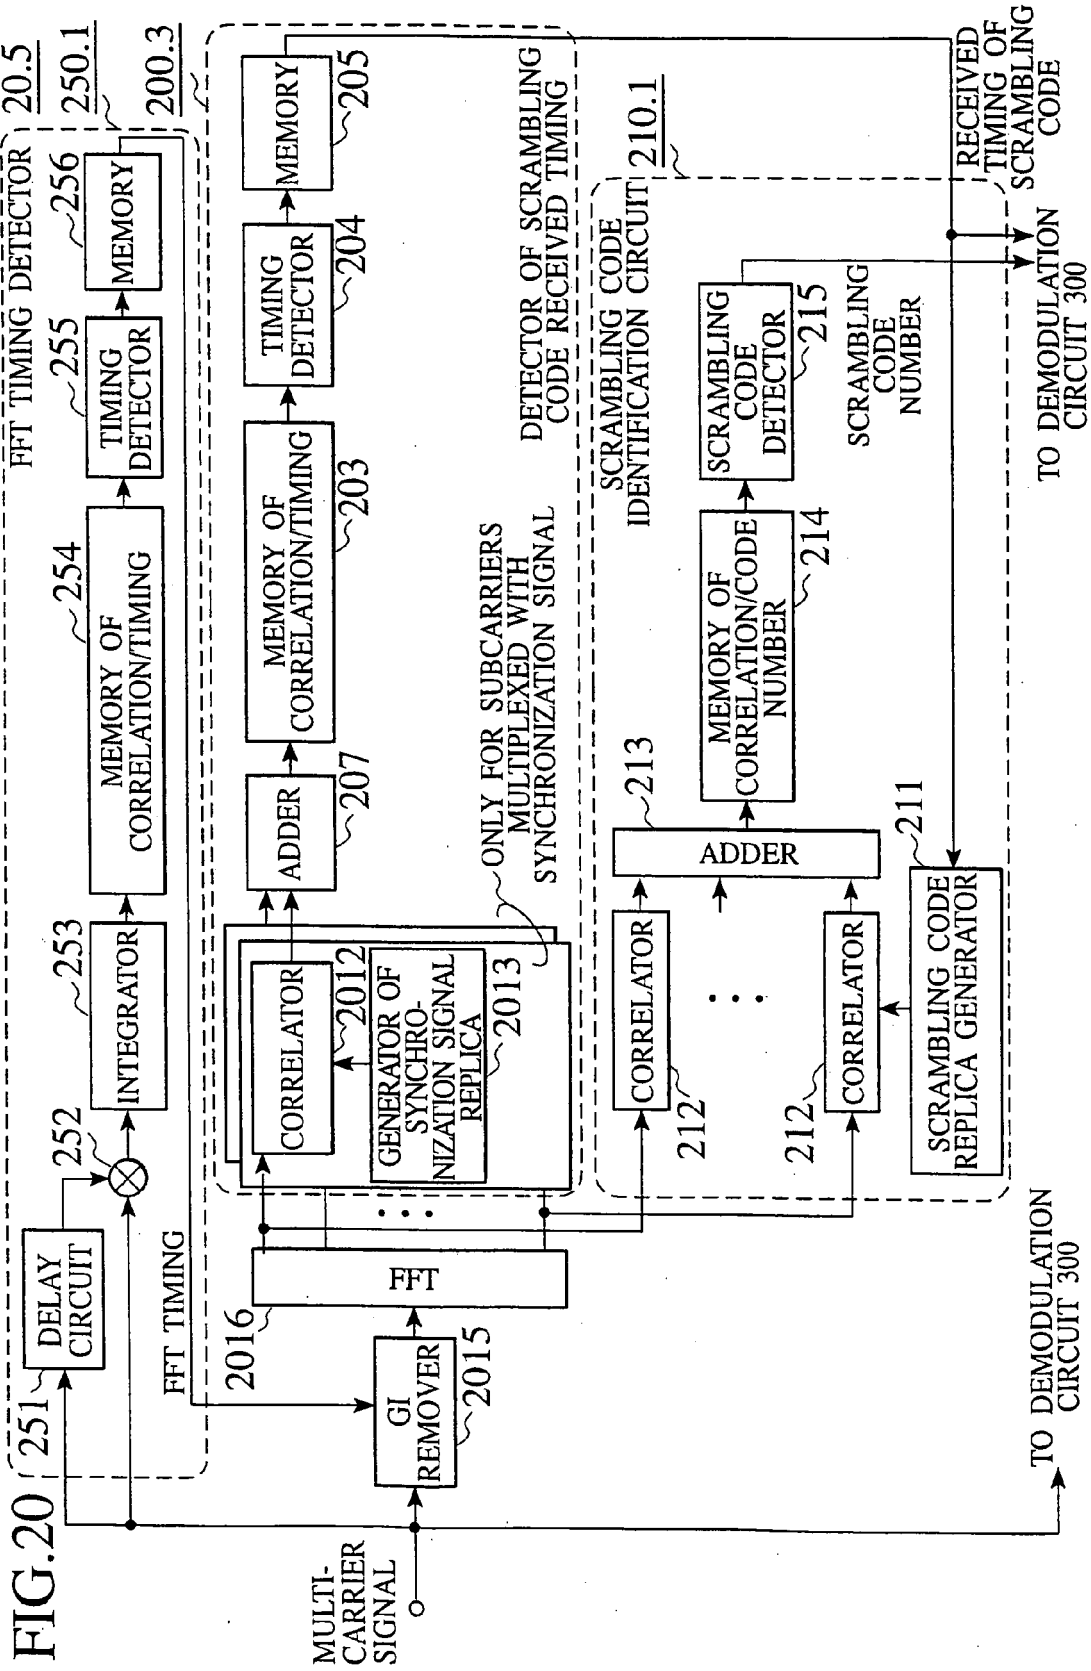 FIG.20
20.5
250.1
200.3
FFT TIMING DETECTOR
251
DELAY
CIRCUIT
252
253
INTEGRATOR
254
MEMORY OF
CORRELATION/TIMING
255
TIMING
DETECTOR
256
MEMORY
FFT TIMING
MULTI-
CARRIER
SIGNAL
GI
REMOVER
2015
2016
FFT
CORRELATOR
2012
GENERATOR OF
SYNCHRO-
NIZATION SIGNAL
REPLICA
2013
ADDER
207
MEMORY OF
CORRELATION/TIMING
203
TIMING
DETECTOR
204
MEMORY
205
ONLY FOR SUBCARRIERS
MULTIPLEXED WITH
SYNCHRONIZATION SIGNAL
DETECTOR OF SCRAMBLING
CODE RECEIVED TIMING
SCRAMBLING CODE
IDENTIFICATION CIRCUIT
210.1
CORRELATOR
212
CORRELATOR
212
213
ADDER
MEMORY OF
CORRELATION/CODE
NUMBER
214
SCRAMBLING
CODE
DETECTOR
215
SCRAMBLING
CODE
NUMBER
211
SCRAMBLING CODE
REPLICA GENERATOR
RECEIVED
TIMING OF
SCRAMBLING
CODE
TO DEMODULATION
CIRCUIT 300
TO DEMODULATION
CIRCUIT 300